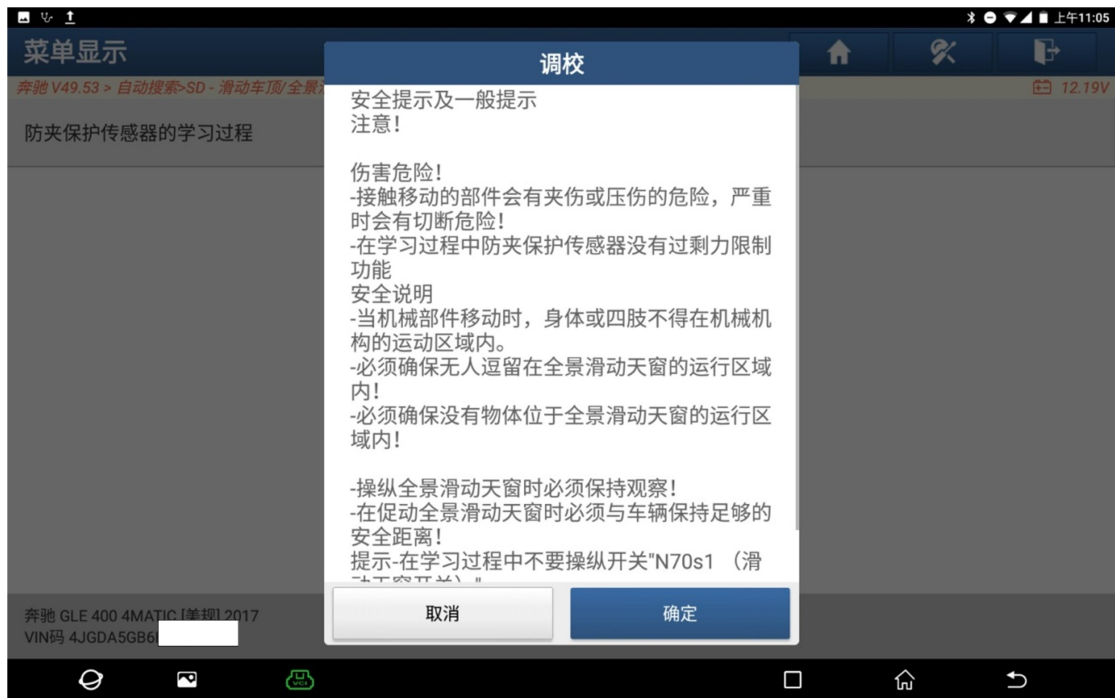 上午11:05
菜单显示
奔驰 V49.53 > 自动搜索>SD - 滑动车顶/全景
12.19V
防夹保护传感器的学习过程
调校
安全提示及一般提示
注意!
伤害危险!
-接触移动的部件会有夹伤或压伤的危险，严重
时会有切断危险!
-在学习过程中防夹保护传感器没有过剩力限制
功能
安全说明
-当机械部件移动时，身体或四肢不得在机械机
构的运动区域内。
-必须确保无人逗留在全景滑动天窗的运行区域
内!
-必须确保没有物体位于全景滑动天窗的运行区
域内!
-操纵全景滑动天窗时必须保持观察!
-在促动全景滑动天窗时必须与车辆保持足够的
安全距离!
提示-在学习过程中不要操纵开关"N70s1 （滑
取消
确定
奔驰 GLE 400 4MATIC [美规] 2017
VIN码 4JGDA5GB6
VCI